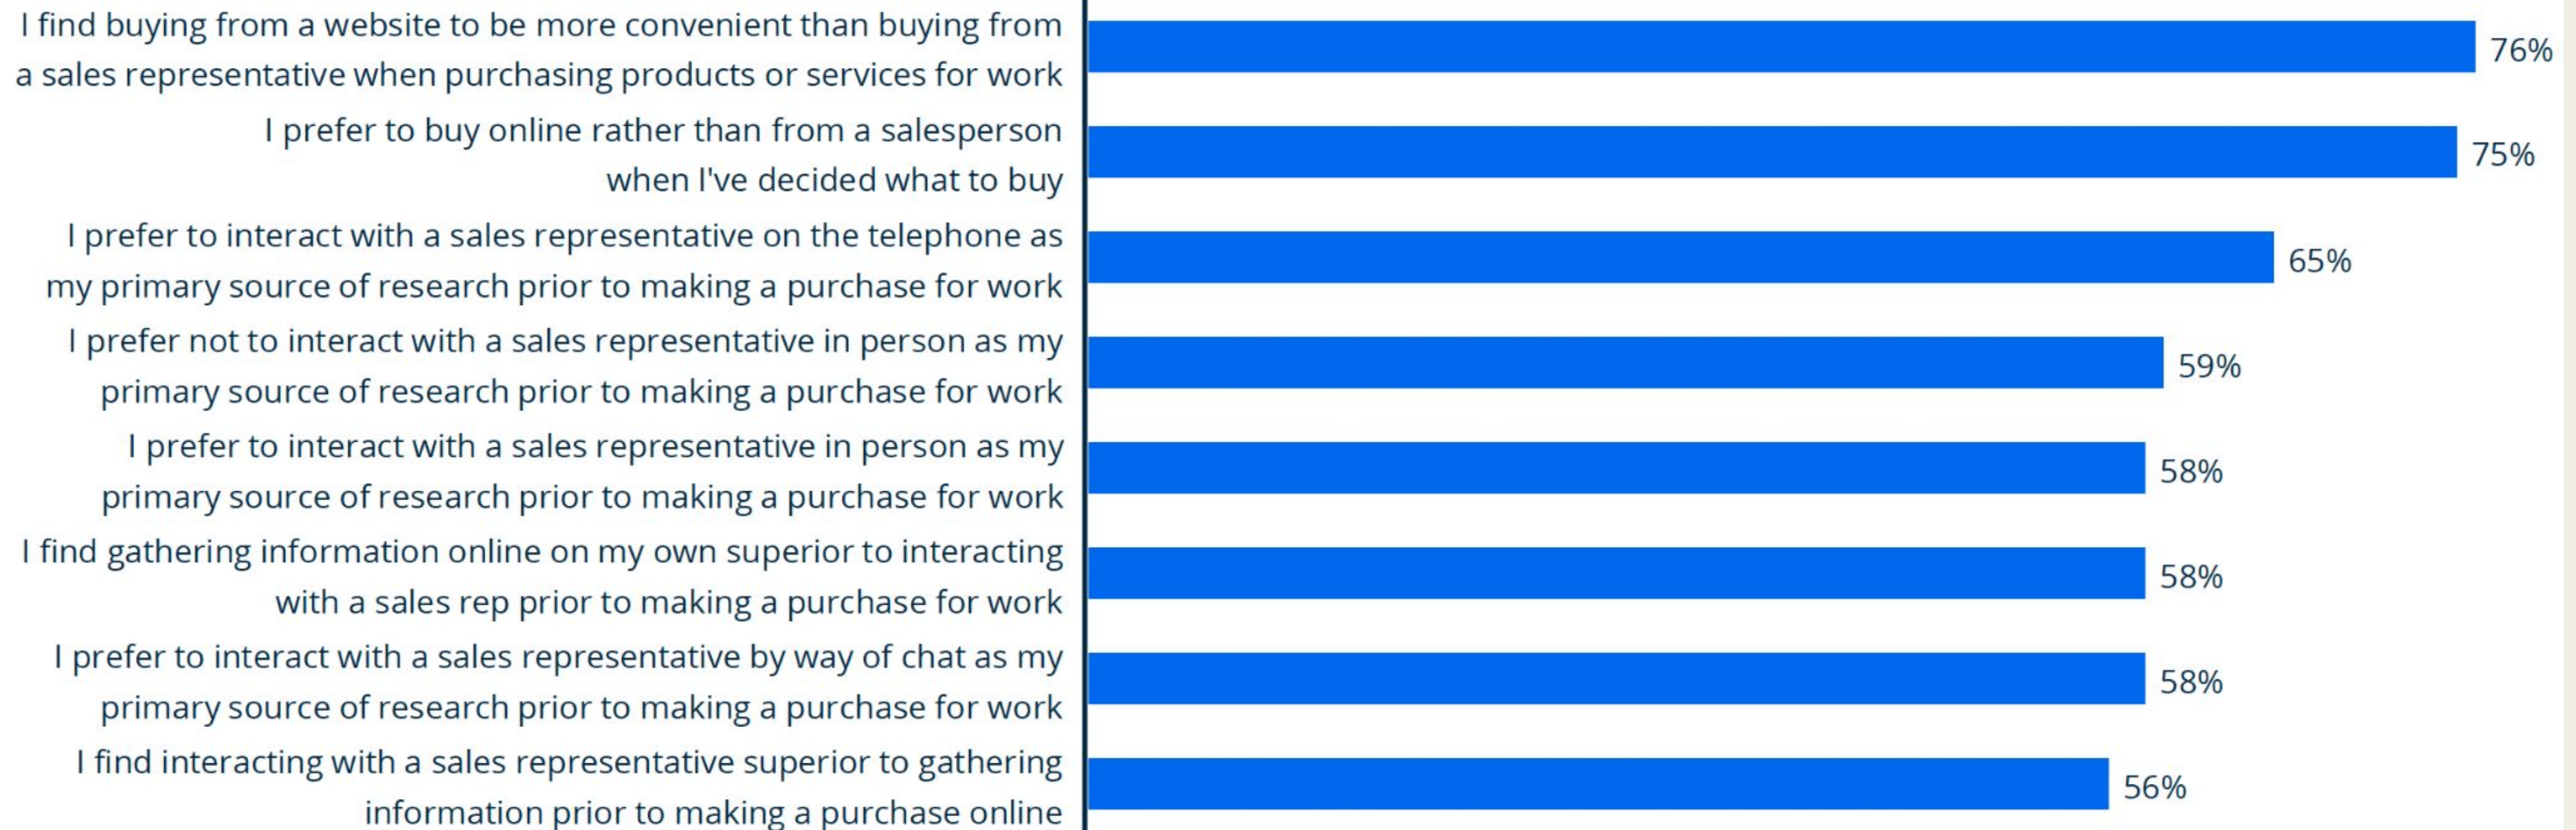 I find buying from a website to be more convenient than buying from
a sales representative when purchasing products or services for work
76%
I prefer to buy online rather than from a salesperson
when I've decided what to buy
75%
I prefer to interact with a sales representative on the telephone as
my primary source of research prior to making a purchase for work
65%
I prefer not to interact with a sales representative in person as my
primary source of research prior to making a purchase for work
59%
I prefer to interact with a sales representative in person as my
primary source of research prior to making a purchase for work
58%
I find gathering information online on my own superior to interacting
with a sales rep prior to making a purchase for work
58%
I prefer to interact with a sales representative by way of chat as my
primary source of research prior to making a purchase for work
58%
I find interacting with a sales representative superior to gathering
information prior to making a purchase online
56%